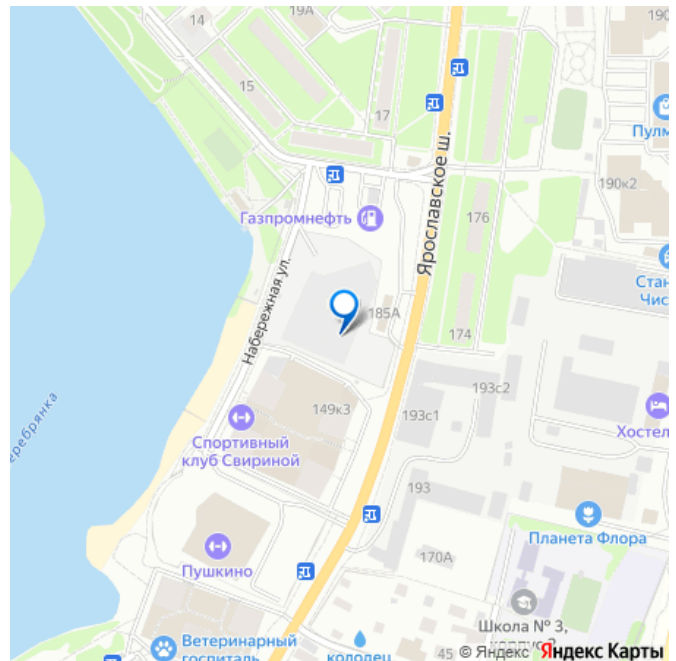 14
19А
190
15
17
Пулм
Ярославское ш.
190к2
Газпромнефть
176
Набережная ул.
Стан
Чис
185А
174
193с2
149к3
193с1
Хостел
Спортивный
клуб Свириной
еребрянка
193
Планета Флора
Пушкино
170А
Школа № 3,
Ветеринарный
госпиталь
колодец
45
© Яндекс Яндекс Карты